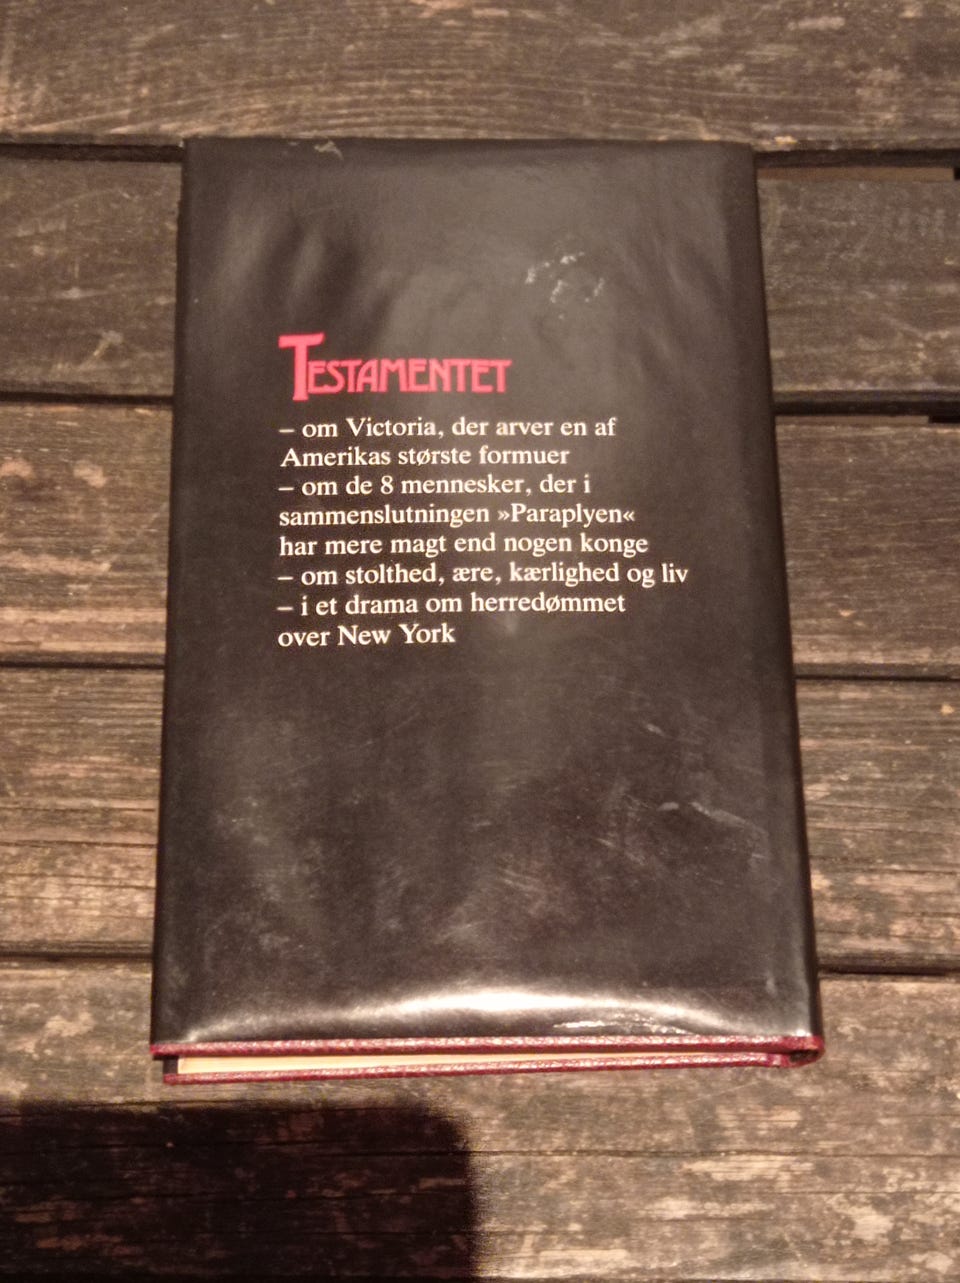 TESTAMENTET
– om Victoria, der arver en af
Amerikas største formuer
– om de 8 mennesker, der i
sammenslutningen »Paraplyen«
har mere magt end nogen konge
– om stolthed, ære, kærlighed og liv
– i et drama om herredømmet
over New York